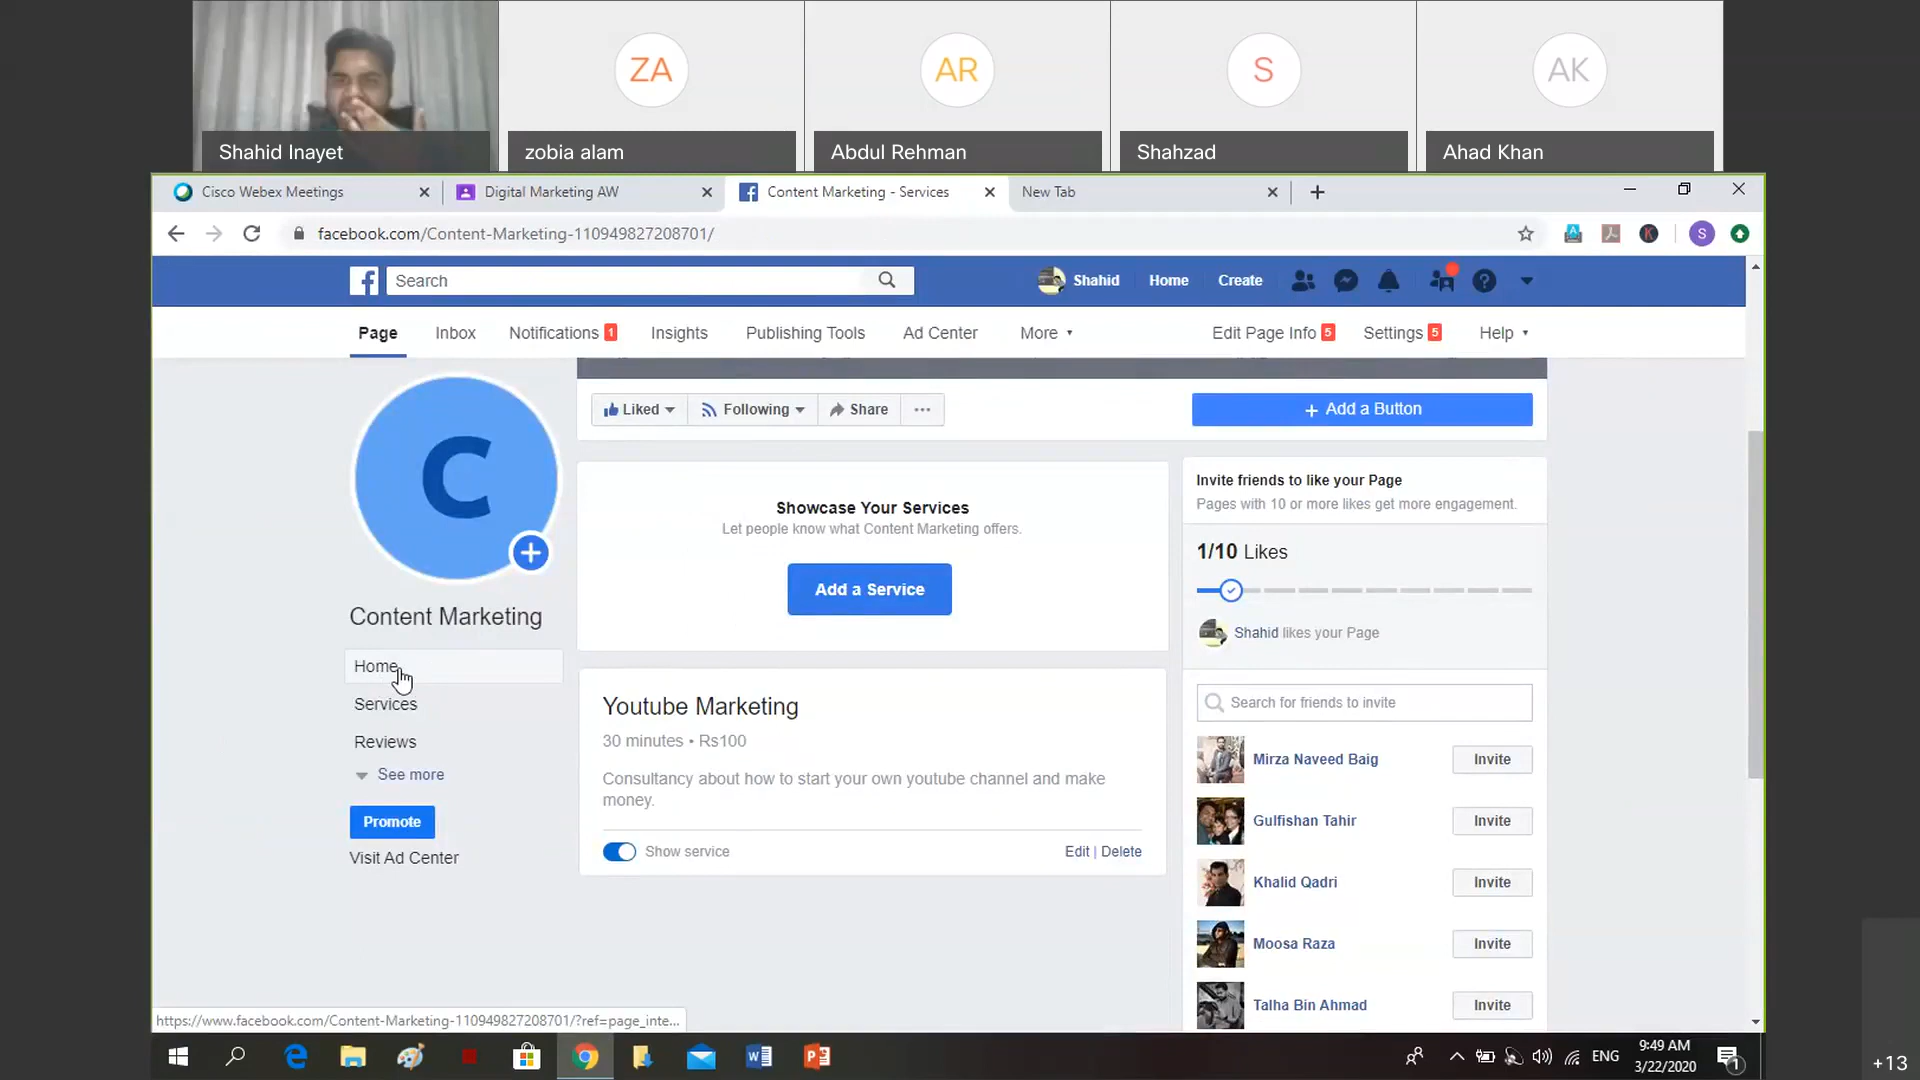 ZA
AR
S
AK
Shahid Inayet
zobia alam
Abdul Rehman
Shahzad
Ahad Khan
Cisco Webex Meetings
Digital Marketing AW
Content Marketing - Services
New Tab
facebook.com/Content-Marketing-110949827208701/
S
Search
Shahid
Home
Create
Page
Inbox
Notifications 1
Insights
Publishing Tools
Ad Center
More
Edit Page Info 5
Settings 5
Help
Liked
Following
Share
+ Add a Button
C
Content Marketing
Home
Services
Reviews
See more
Promote
Visit Ad Center
Showcase Your Services
Let people know what Content Marketing offers.
Add a Service
Youtube Marketing
30 minutes • Rs100
Consultancy about how to start your own youtube channel and make
money.
Show service
Edit | Delete
Invite friends to like your Page
Pages with 10 or more likes get more engagement.
1/10 Likes
Shahid likes your Page
Search for friends to invite
Mirza Naveed Baig
Invite
Gulfishan Tahir
Invite
Khalid Qadri
Invite
Moosa Raza
Invite
Talha Bin Ahmad
Invite
https://www.facebook.com/Content-Marketing-110949827208701/?ref=page_inte...
ENG
9:49 AM
3/22/2020
1
+13